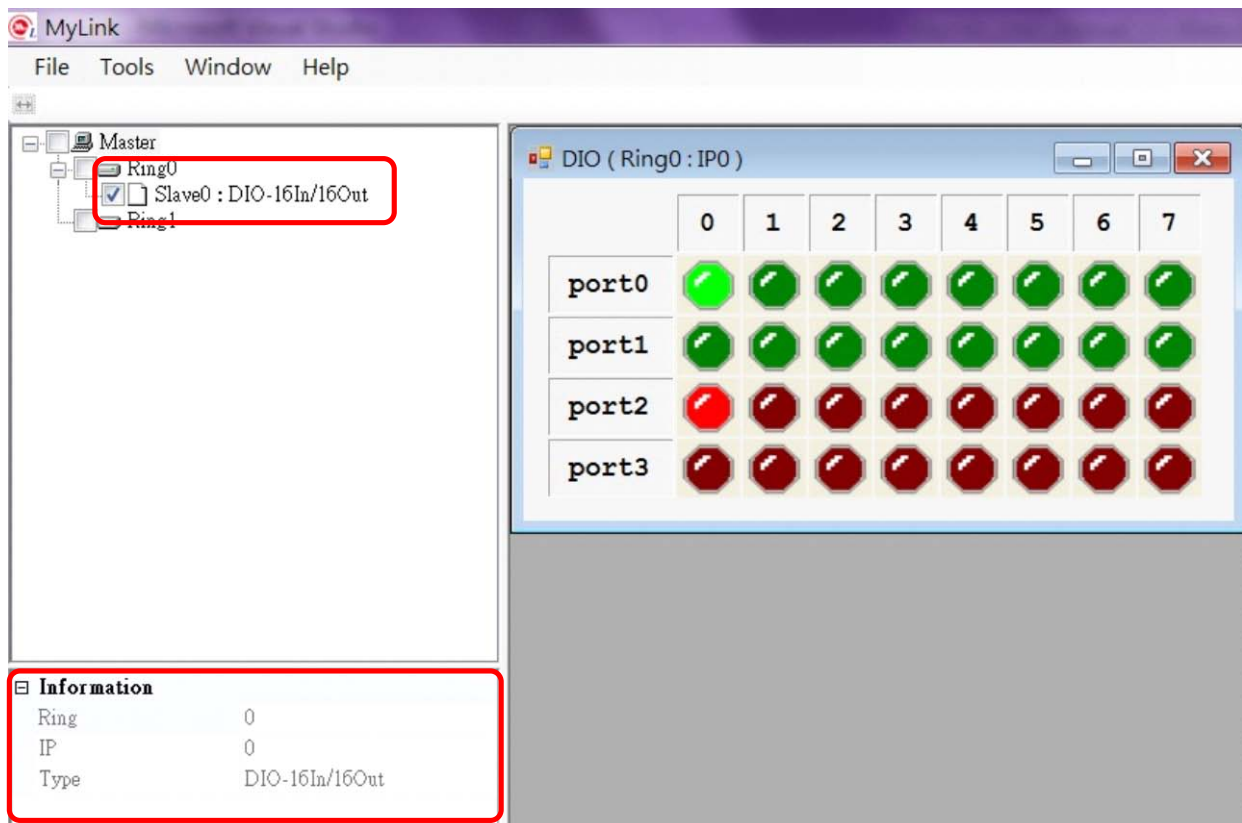 MyLink
File Tools Window Help
Master
Ring0
Slave0 : DIO-16In/16Out
Ring1
DIO ( Ring0 : IP0 )
0 1 2 3 4 5 6 7
port0
port1
port2
port3
Information
Ring 0
IP 0
Type DIO-16In/16Out